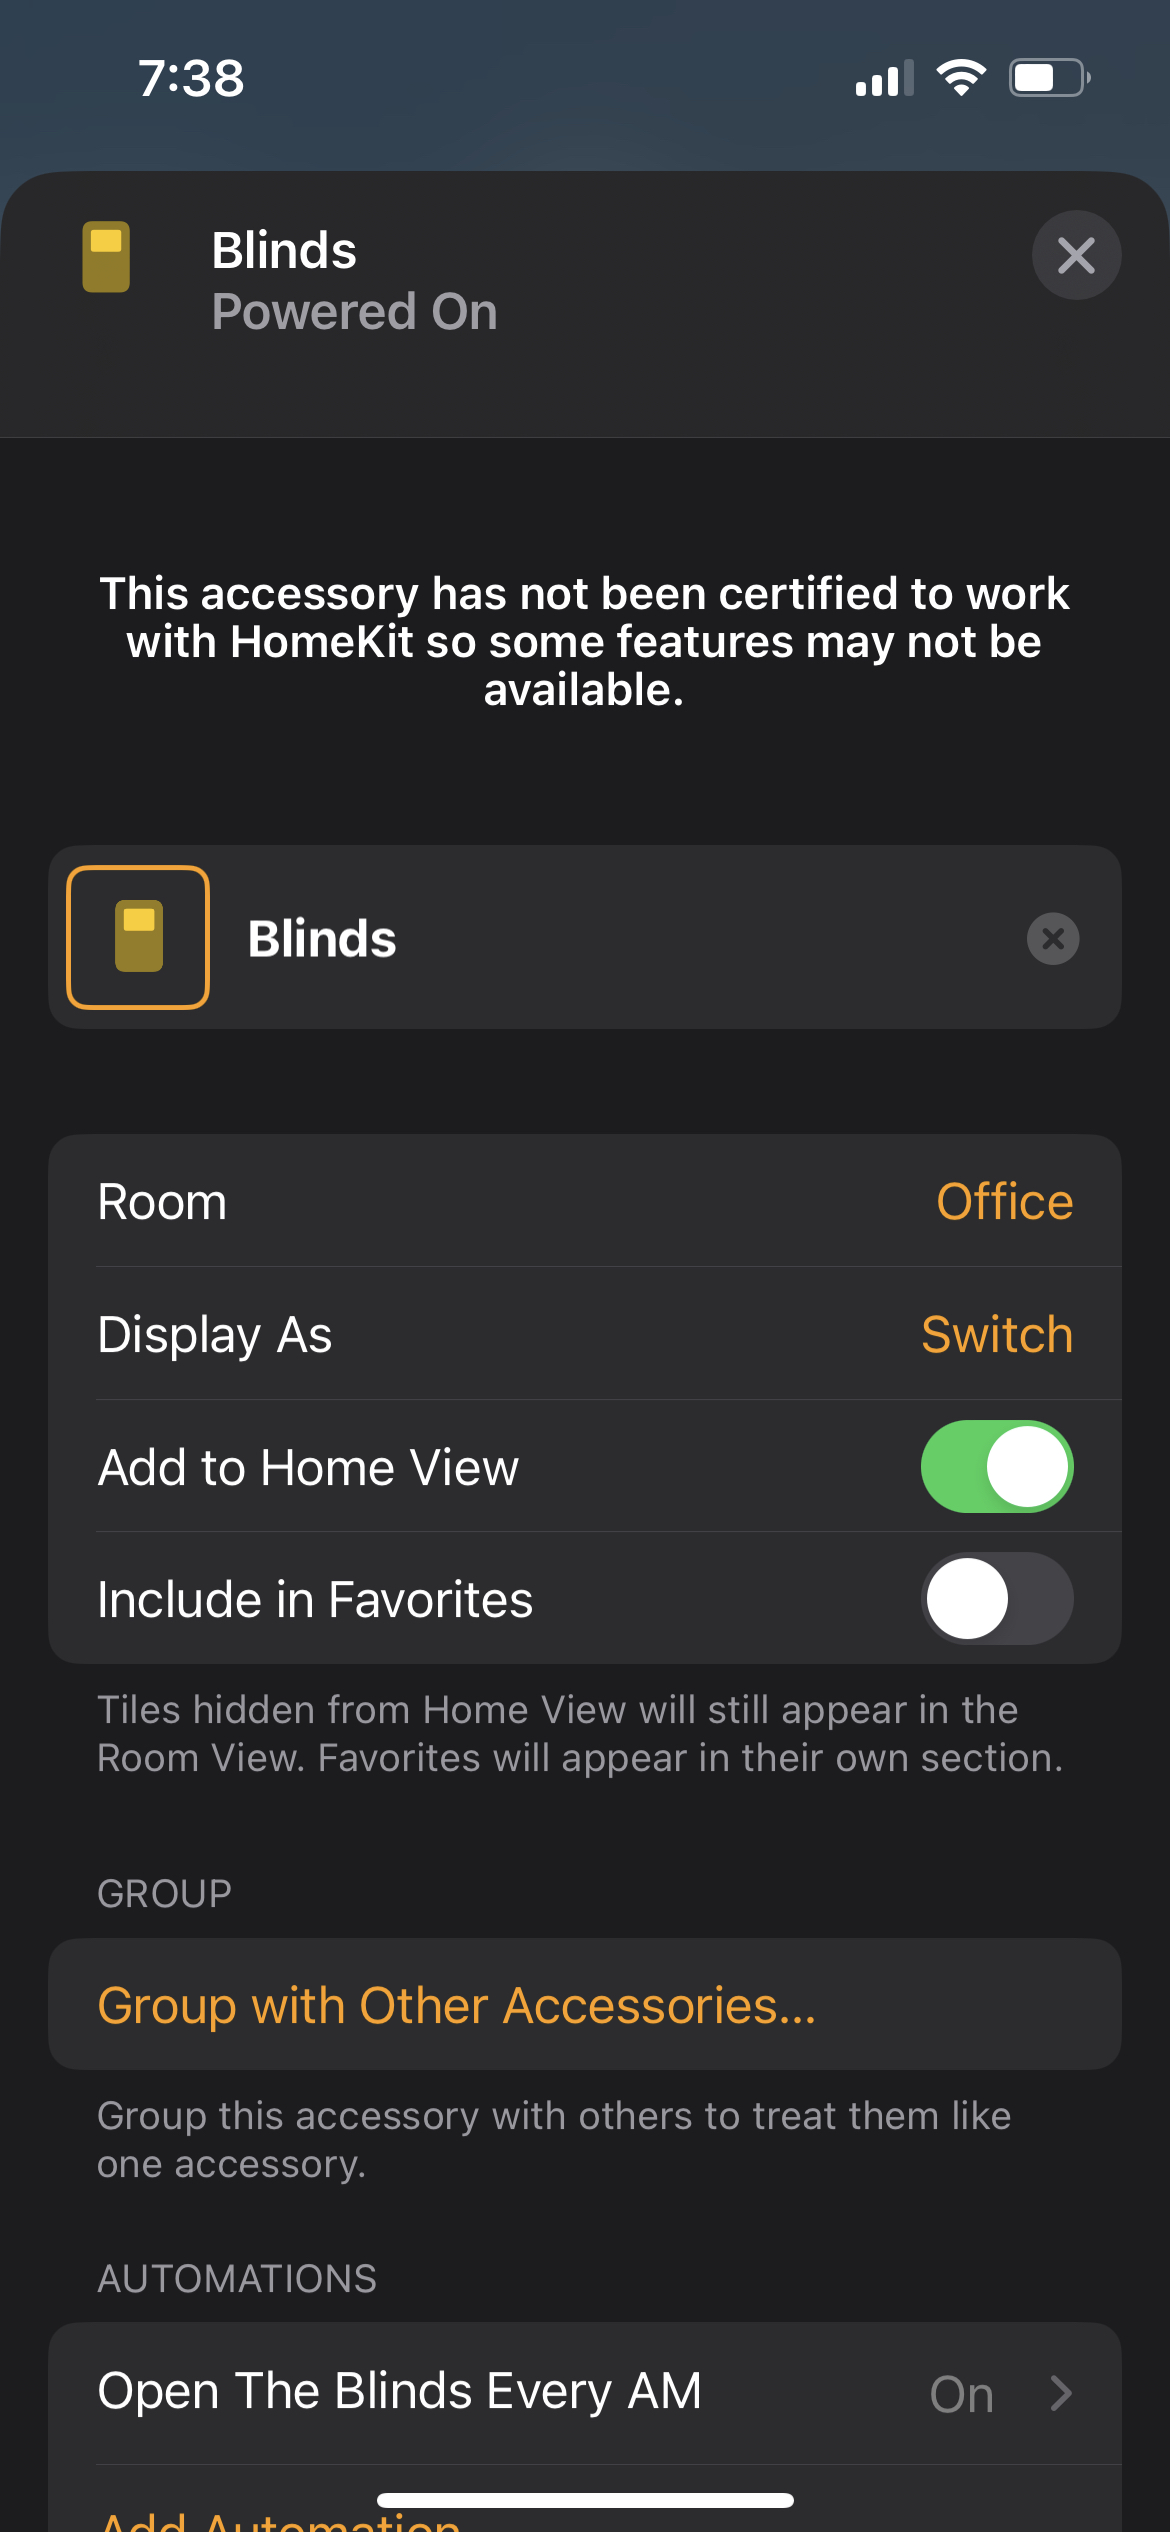 7:38
Blinds
Powered On
This accessory has not been certified to work
with HomeKit so some features may not be
available.
Blinds
Room
Office
Display As
Switch
Add to Home View
Include in Favorites
Tiles hidden from Home View will still appear in the
Room View. Favorites will appear in their own section.
GROUP
Group with Other Accessories...
Group this accessory with others to treat them like
one accessory.
AUTOMATIONS
Open The Blinds Every AM
On
Add Automation